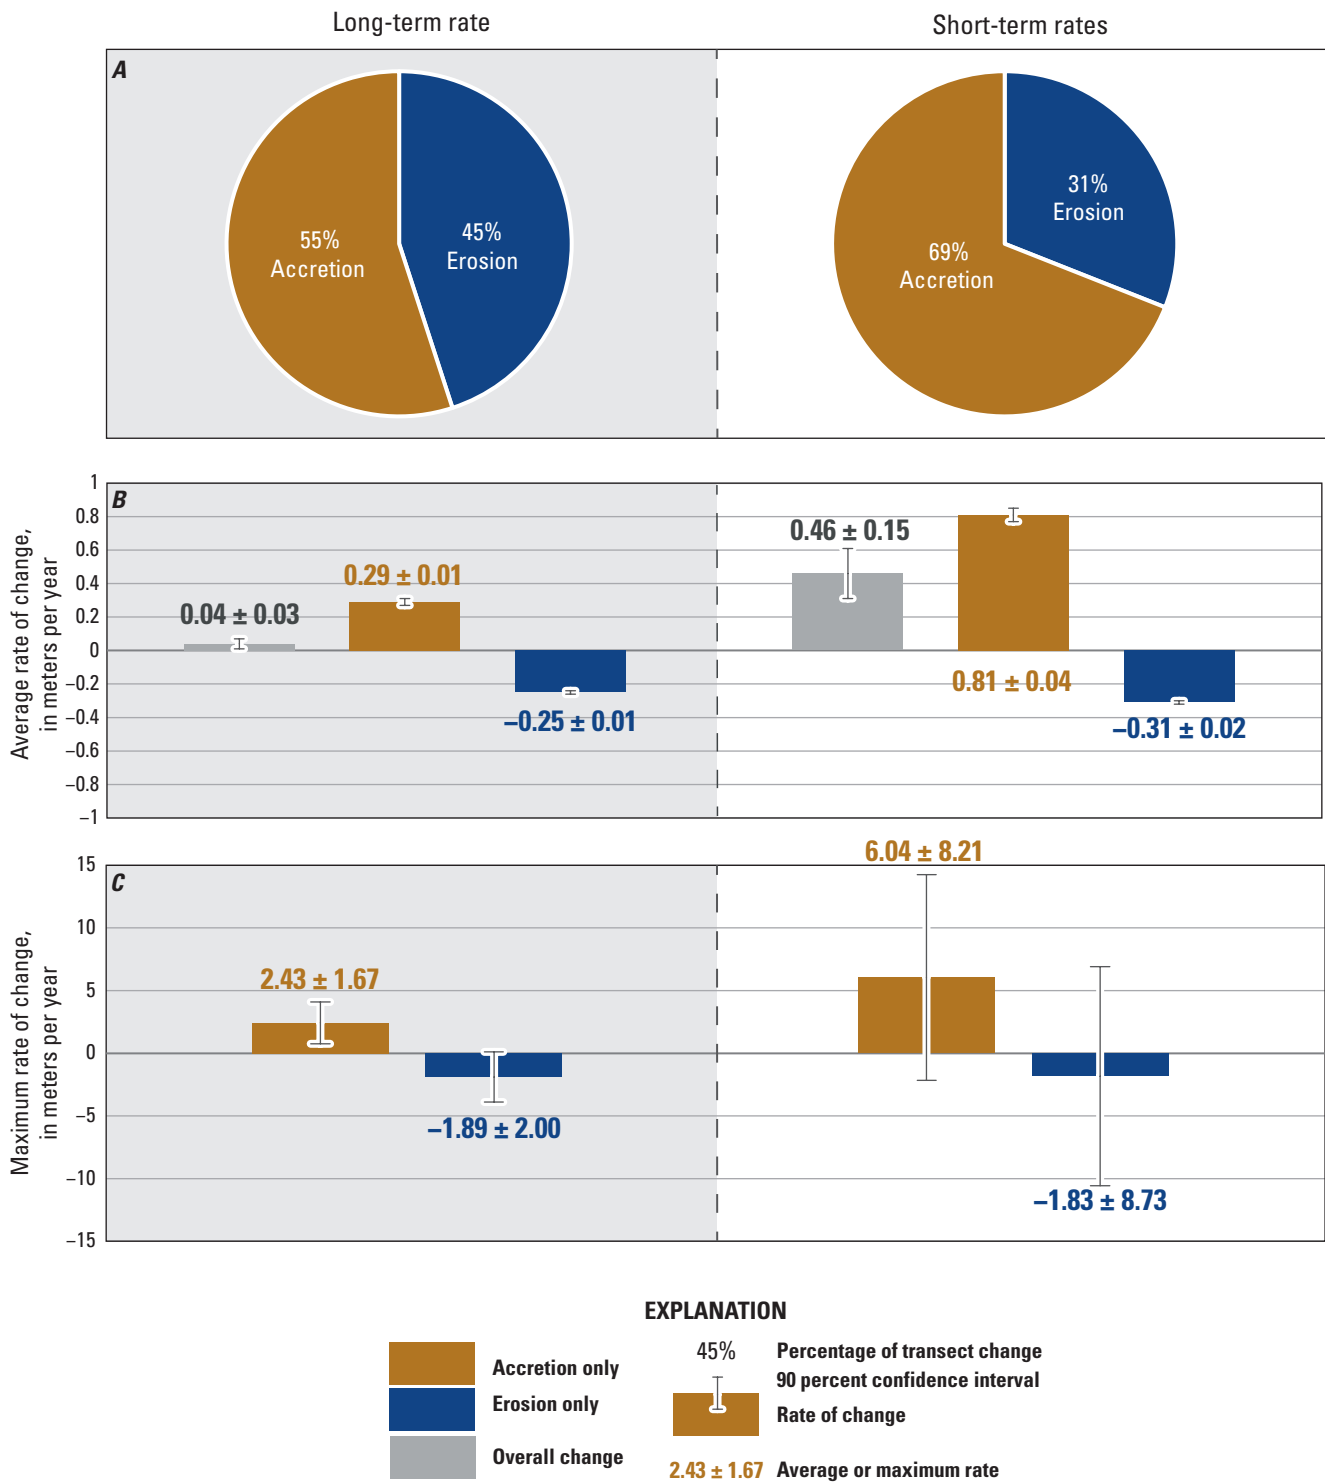 Long-term rate
Short-term rates
A
55%
Accretion
45%
Erosion
31%
Erosion
69%
Accretion
Average rate of change,
in meters per year
1
0.8
0.6
0.4
0.2
0
–0.2
–0.4
–0.6
–0.8
–1
B
0.04 ± 0.03
0.29 ± 0.01
–0.25 ± 0.01
0.46 ± 0.15
0.81 ± 0.04
–0.31 ± 0.02
Maximum rate of change,
in meters per year
15
10
5
0
–5
–10
–15
C
2.43 ± 1.67
–1.89 ± 2.00
6.04 ± 8.21
–1.83 ± 8.73
EXPLANATION
Accretion only
Erosion only
Overall change
45% Percentage of transect change
90 percent confidence interval
Rate of change
2.43 ± 1.67 Average or maximum rate